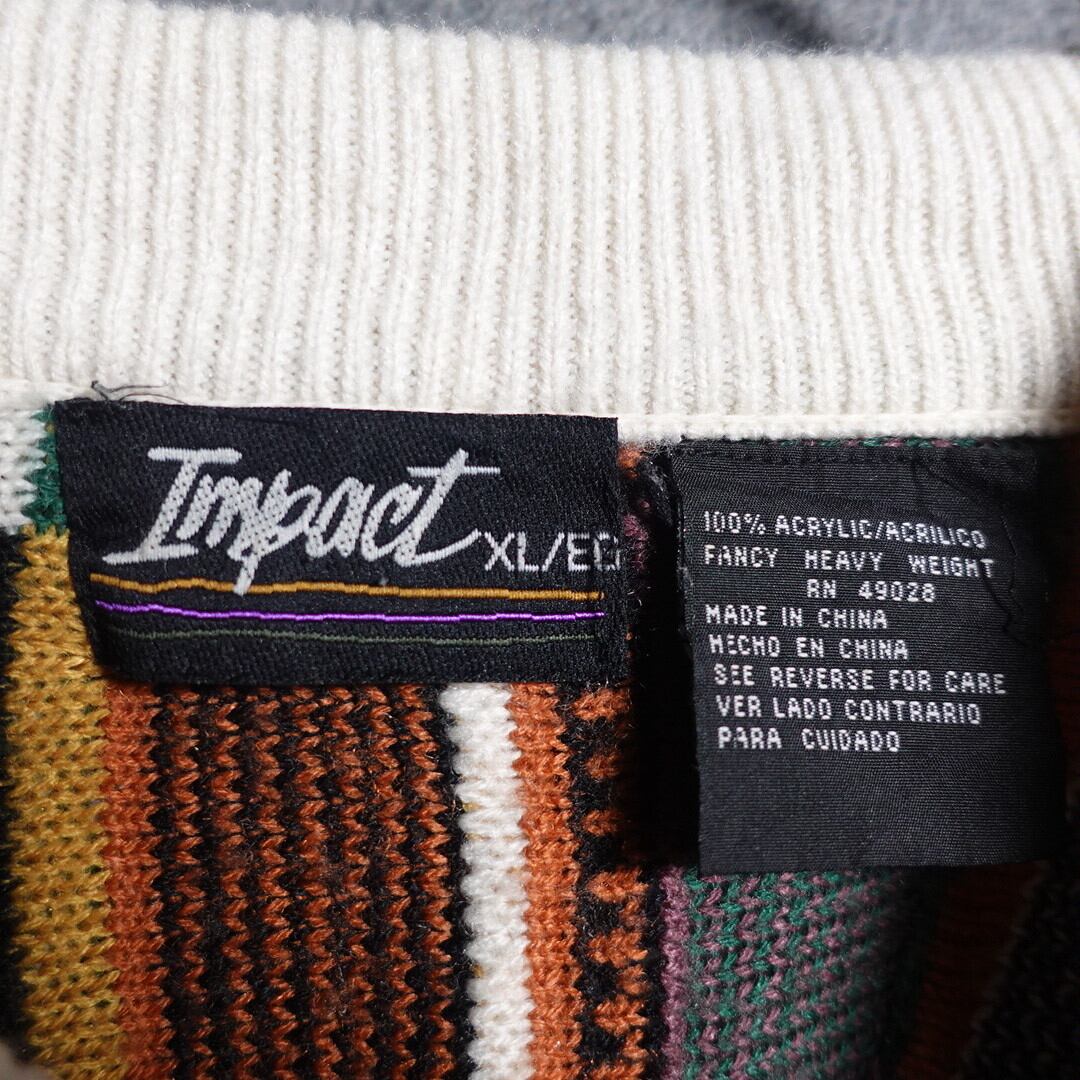 Impact
XL/EG
100% ACRYLIC/ACRILICO
FANCY HEAVY WEIGHT
RN 49028
MADE IN CHINA
HECHO EN CHINA
SEE REVERSE FOR CARE
VER LADO CONTRARIO
PARA CUIDADO